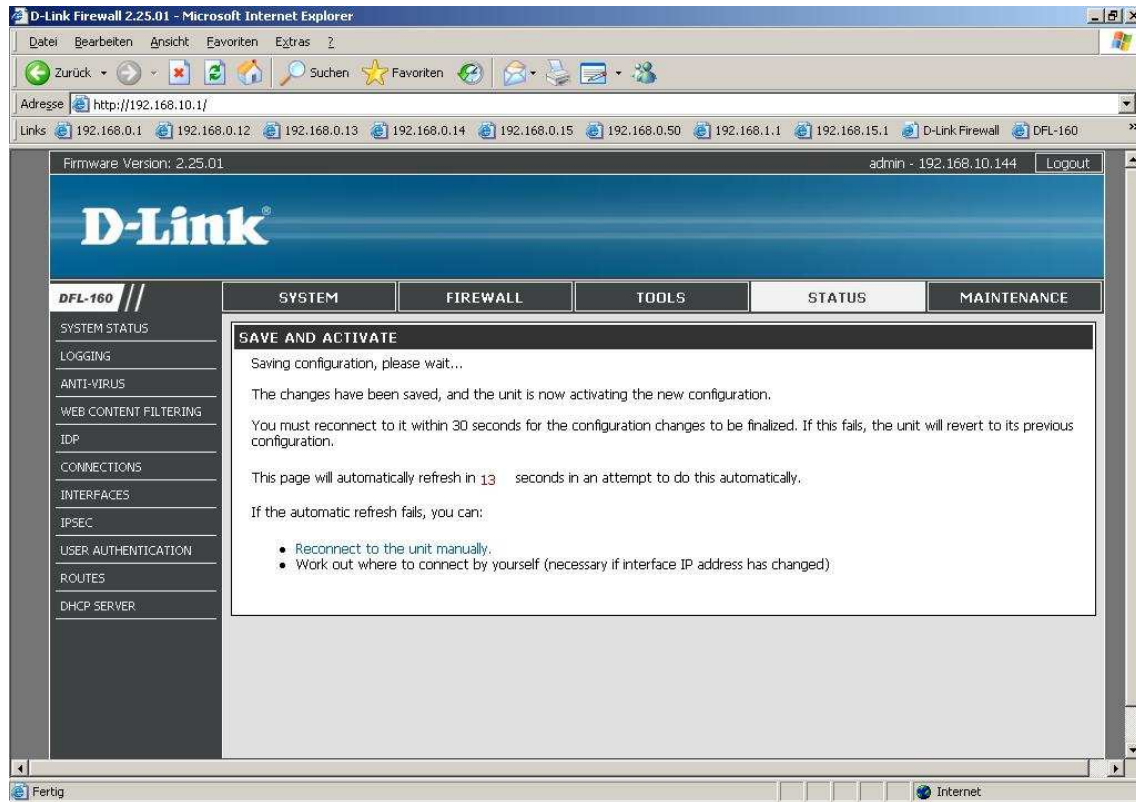 D-Link Firewall 2.25.01 - Microsoft Internet Explorer
Datei Bearbeiten Ansicht Favoriten Extras ?
Zurück Suchen Favoriten
Adresse http://192.168.10.1/
Links 192.168.0.1 192.168.0.12 192.168.0.13 192.168.0.14 192.168.0.15 192.168.0.50 192.168.1.1 192.168.15.1 D-Link Firewall DFL-160 »
Firmware Version: 2.25.01 admin - 192.168.10.144 Logout
D-Link®
DFL-160 SYSTEM FIREWALL TOOLS STATUS MAINTENANCE
SYSTEM STATUS
LOGGING
ANTI-VIRUS
WEB CONTENT FILTERING
IDP
CONNECTIONS
INTERFACES
IPSEC
USER AUTHENTICATION
ROUTES
DHCP SERVER
SAVE AND ACTIVATE
Saving configuration, please wait...
The changes have been saved, and the unit is now activating the new configuration.
You must reconnect to it within 30 seconds for the configuration changes to be finalized. If this fails, the unit will revert to its previous
configuration.
This page will automatically refresh in 13 seconds in an attempt to do this automatically.
If the automatic refresh fails, you can:
• Reconnect to the unit manually.
• Work out where to connect by yourself (necessary if interface IP address has changed)
Fertig Internet